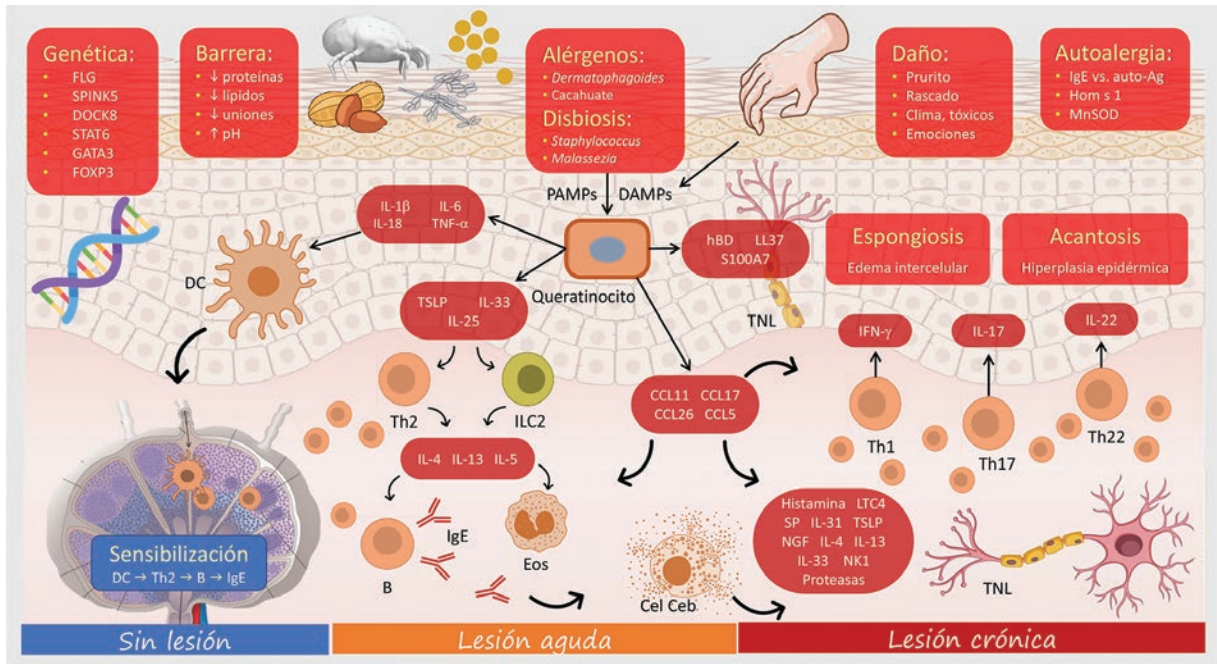 Genética:
• FLG
• SPINK5
• DOCK8
• STAT6
• GATA3
• FOXP3
Barrera:
• ↓ proteínas
• ↓ lípidos
• ↓ uniones
• ↑ pH
Alérgenos:
• Dermatophagoides
• Cacahuate
Disbiosis:
• Staphylococcus
• Malassezia
Daño:
• Prurito
• Rascado
• Clima, tóxicos
• Emociones
Autoalergia:
• IgE vs. auto-Ag
• Hom s 1
• MnSOD
PAMPs DAMPs
IL-1β IL-6
IL-18 TNF-α
DC
Queratinocito
hBD LL37
S100A7
TNL
Espongiosis
Edema intercelular
Acantosis
Hiperplasia epidérmica
TSLP IL-33
IL-25
Th2
ILC2
CCL11 CCL17
CCL26 CCL5
IFN-γ
IL-17
IL-22
Th1
Th17
Th22
IL-4 IL-13 IL-5
B
IgE
Eos
Cel Ceb
Histamina LTC4
SP IL-31 TSLP
NGF IL-4 IL-13
IL-33 NK1
Proteasas
TNL
DC
Sensibilización
DC → Th2 → B → IgE
Sin lesión
Lesión aguda
Lesión crónica